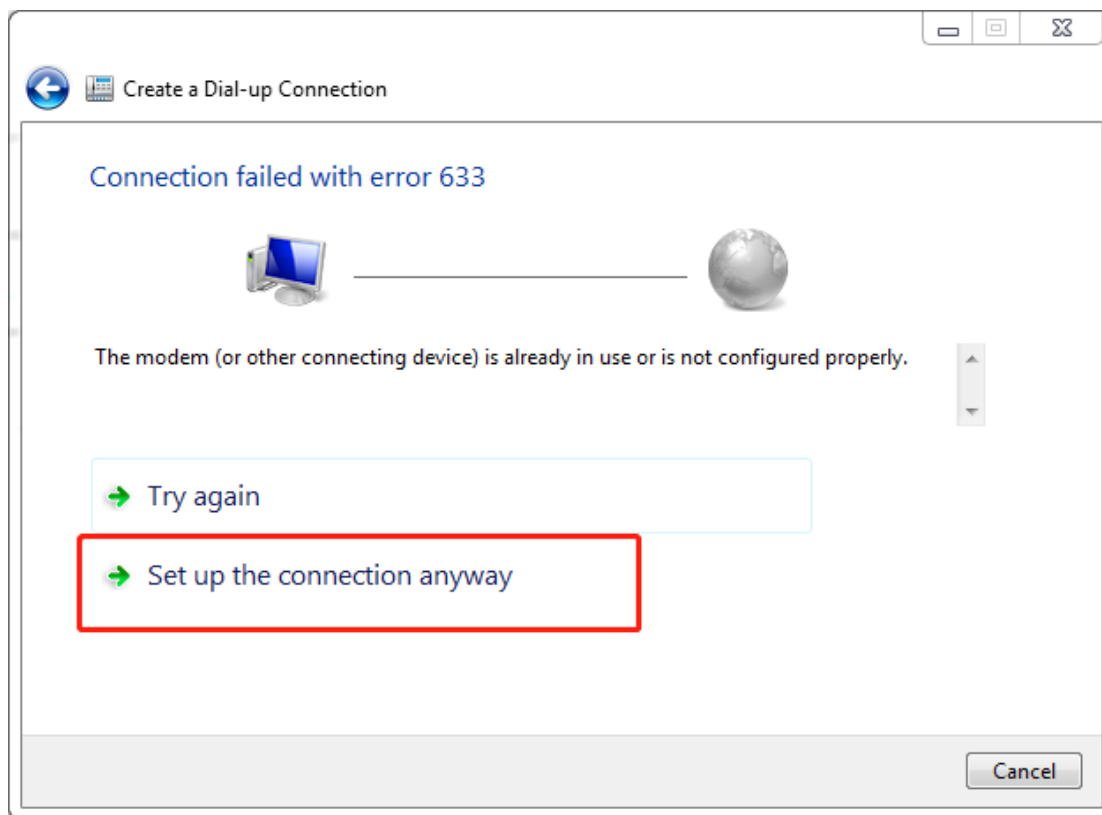 Create a Dial-up Connection
Connection failed with error 633
The modem (or other connecting device) is already in use or is not configured properly.
Try again
Set up the connection anyway
Cancel